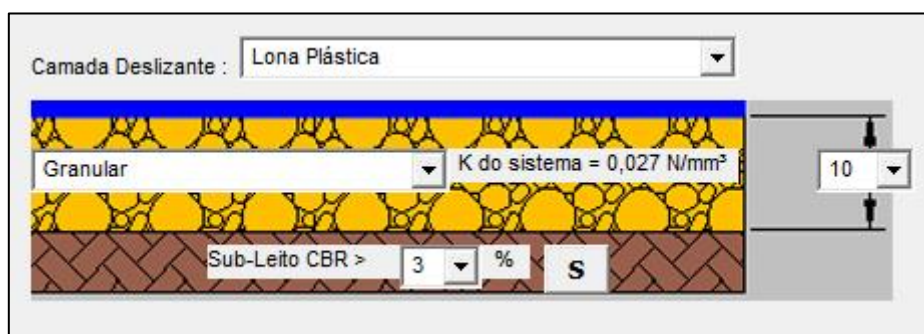 Camada Deslizante : Lona Plástica
Granular K do sistema = 0,027 N/mm³ 10
Sub-Leito CBR > 3 % S